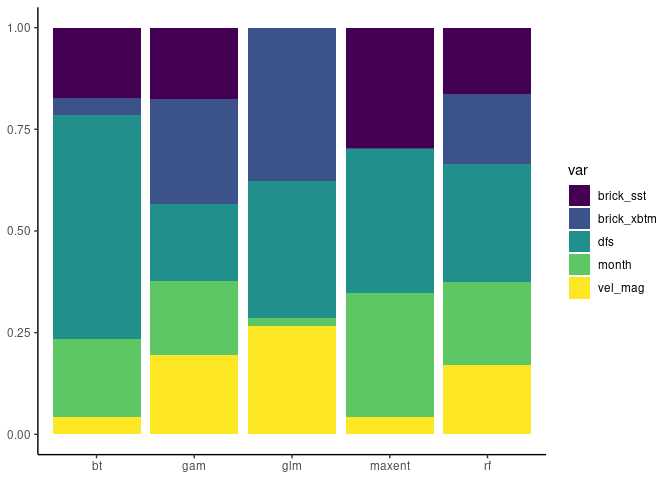 1.00
0.75
0.50
0.25
0.00
bt gam glm maxent rf
var
brick_sst
brick_xbtm
dfs
month
vel_mag